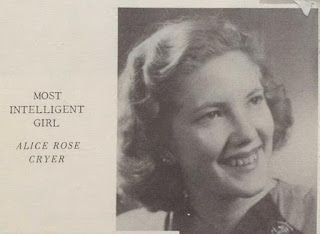 MOST
INTELLIGENT
GIRL
ALICE ROSE
CRYER